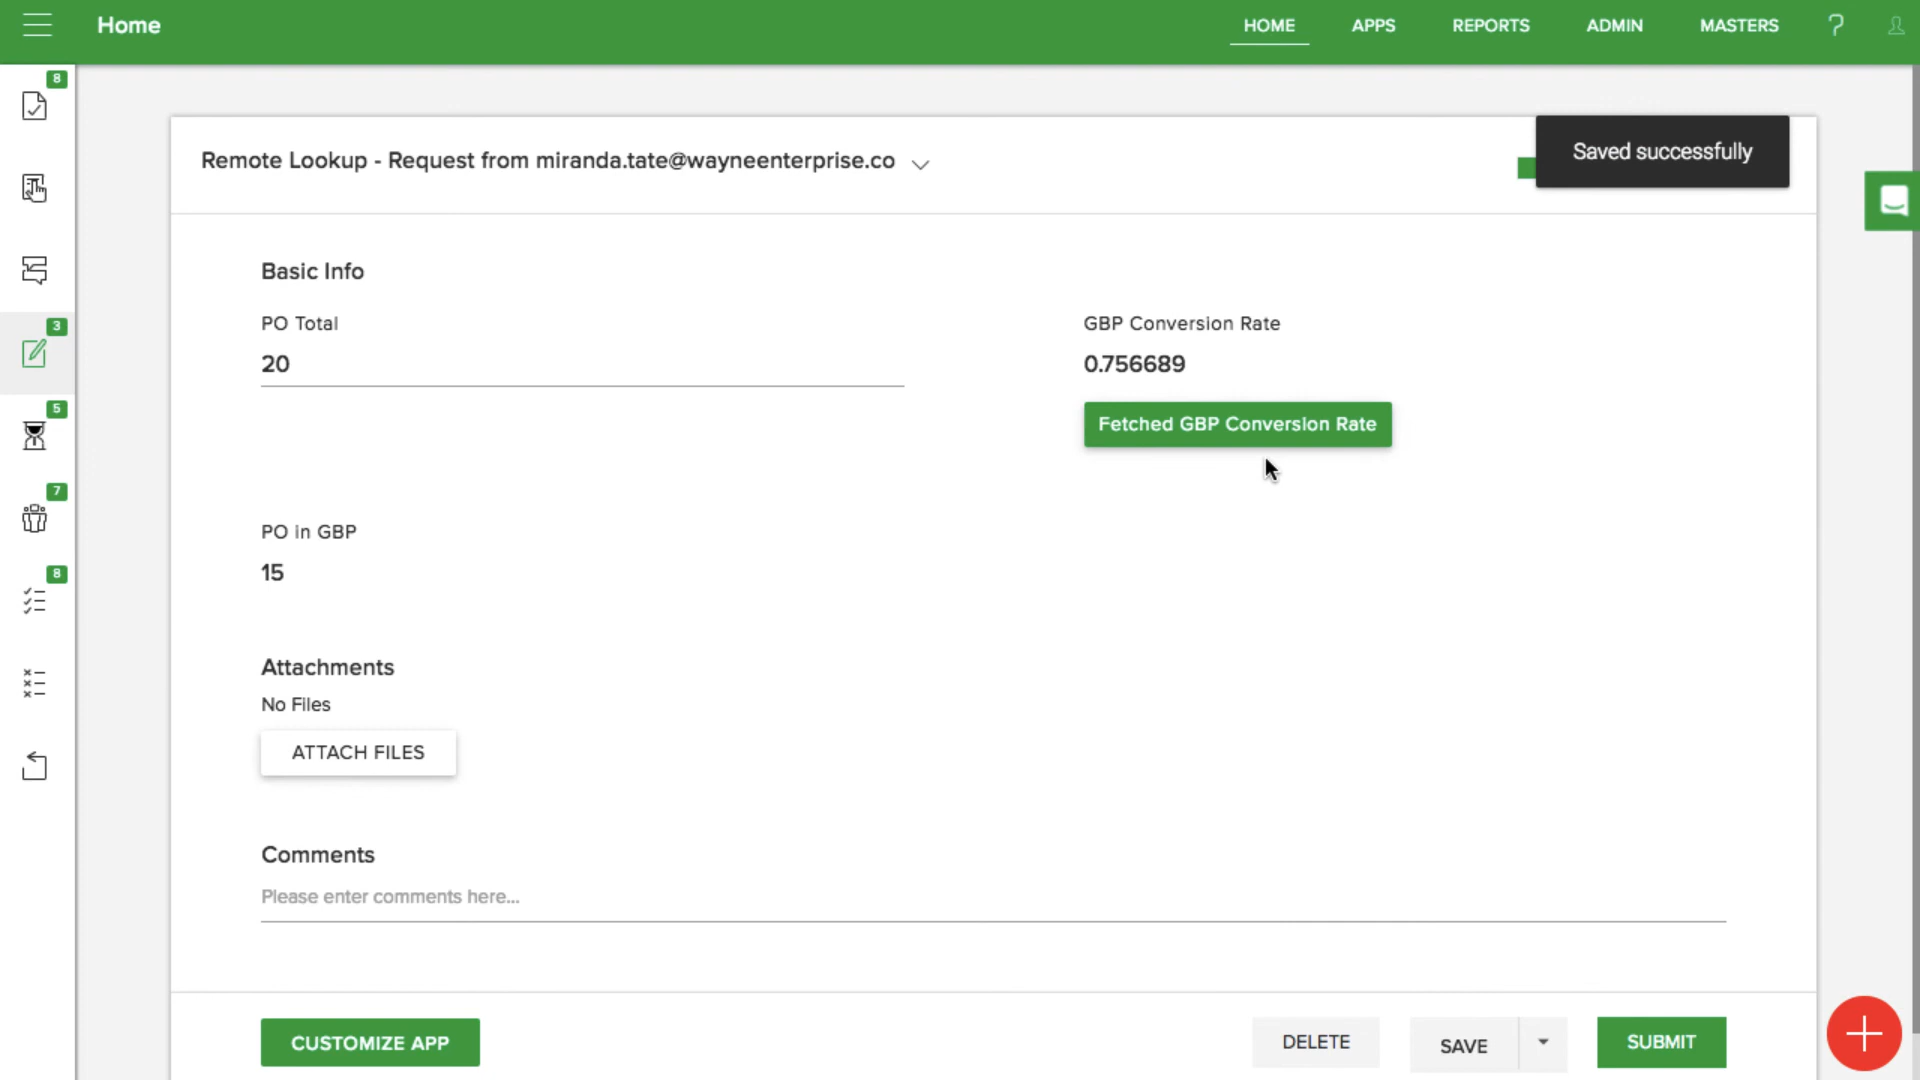 Home
HOME
APPS
REPORTS
ADMIN
MASTERS
?
8
3
5
7
8
Remote Lookup - Request from miranda.tate@wayneenterprise.co
Saved successfully
Basic Info
PO Total
20
GBP Conversion Rate
0.756689
Fetched GBP Conversion Rate
PO in GBP
15
Attachments
No Files
ATTACH FILES
Comments
Please enter comments here...
CUSTOMIZE APP
DELETE
SAVE
SUBMIT